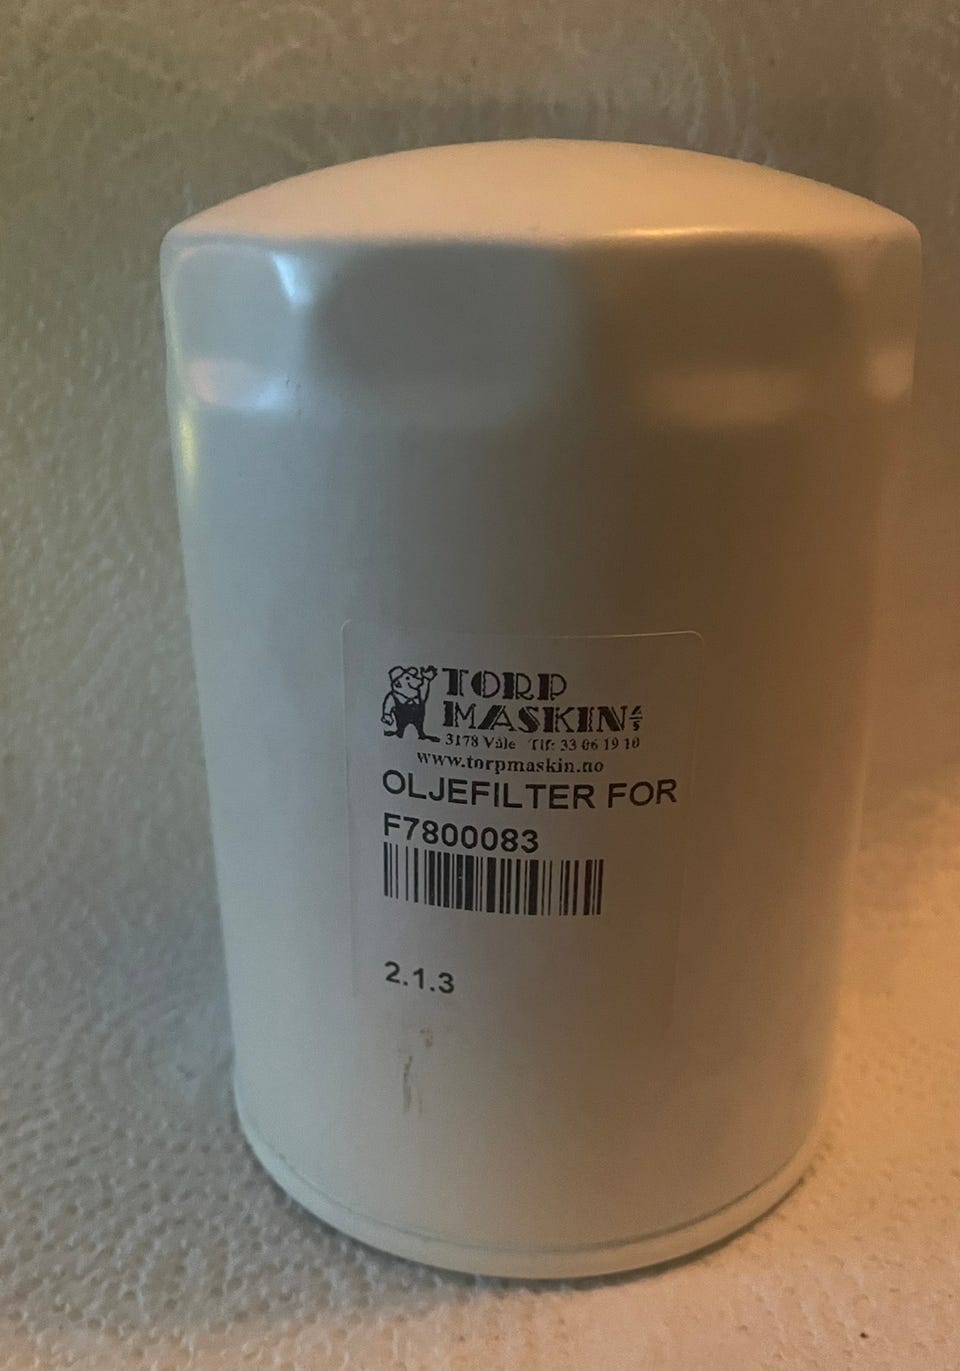 TORP
MASKIN A/S
3178 Våle Tlf: 33 06 19 10
www.torpmaskin.no
OLJEFILTER FOR
F7800083
2.1.3